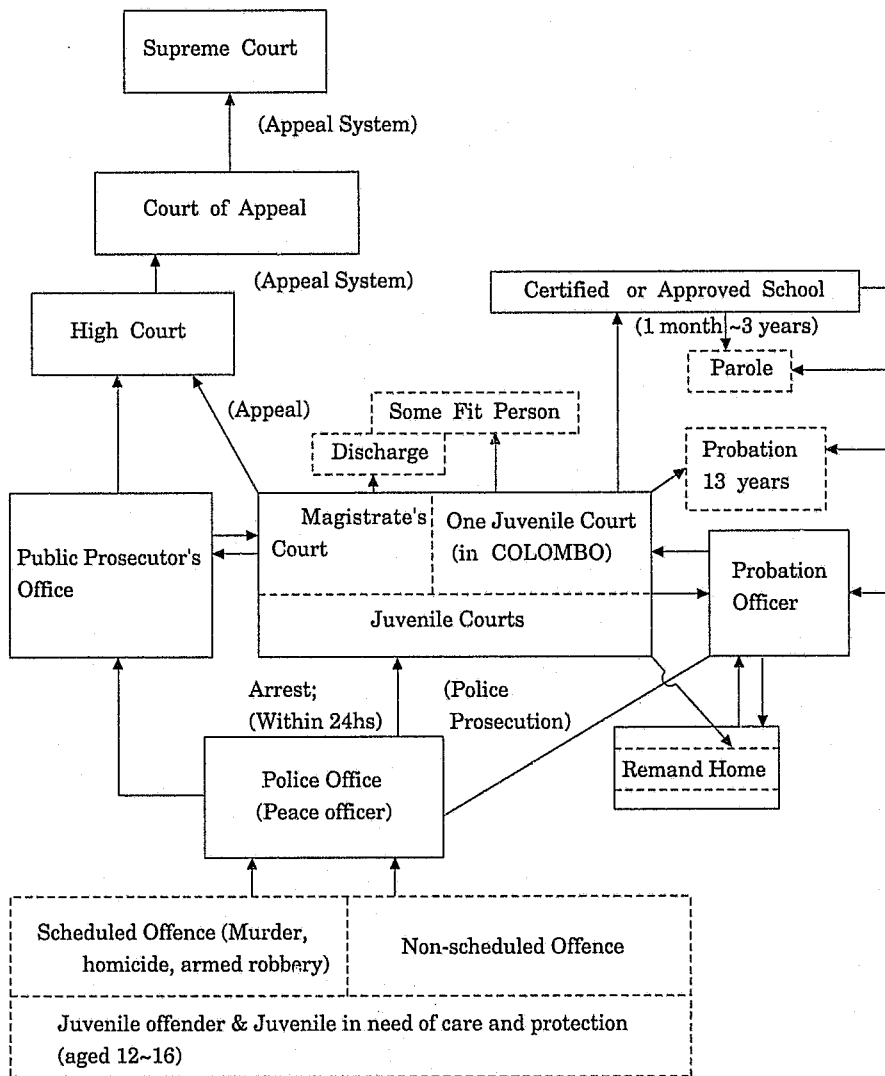 Supreme Court
(Appeal System)
Court of Appeal
(Appeal System)
High Court
Certified or Approved School
(1 month ~3 years)
Parole
(Appeal)
Some Fit Person
Discharge
Probation
13 years
Magistrate's
Court
One Juvenile Court
(in COLOMBO)
Juvenile Courts
Public Prosecutor's
Office
Probation
Officer
Arrest;
(Within 24hs)
(Police
Prosecution)
Remand Home
Police Office
(Peace officer)
Scheduled Offence (Murder,
homicide, armed robbery)
Non-scheduled Offence
Juvenile offender & Juvenile in need of care and protection
(aged 12~16)